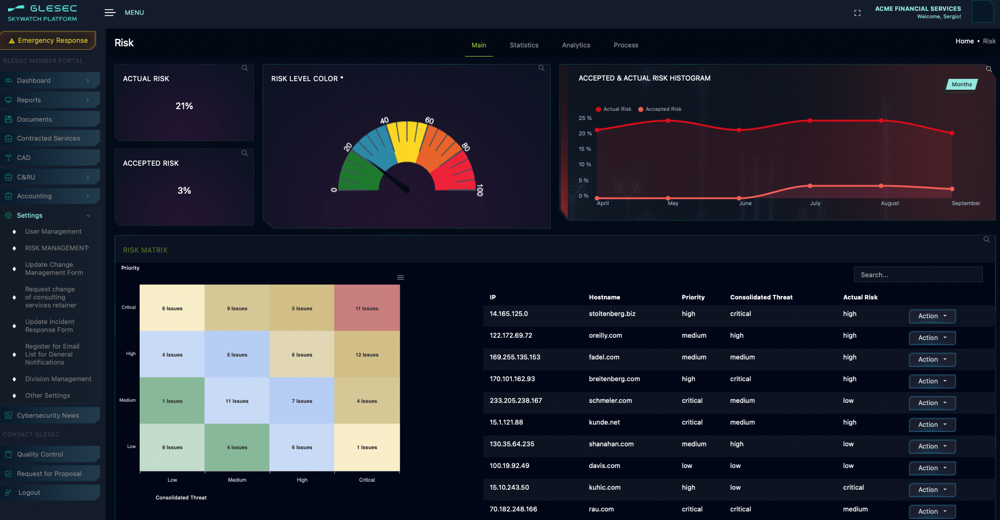 GLESEC
SKYWATCH PLATFORM
MENU
ACME FINANCIAL SERVICES
Welcome, Sergio!
Emergency Response
GLESEC MEMBER PORTAL
Dashboard
Reports
Documents
Contracted Services
CAD
C&RU
Accounting
Settings
User Management
RISK MANAGEMENT
Update Change
Management Form
Request change
of consulting
services retainer
Update Incident
Response Form
Register for Email
List for General
Notifications
Division Management
Other Settings
Cybersecurity News
CONTACT GLESEC
Quality Control
Request for Proposal
Logout
Risk
Main
Statistics
Analytics
Process
Home • Risk
ACTUAL RISK
21%
ACCEPTED RISK
3%
RISK LEVEL COLOR *
0
20
40
60
80
100
ACCEPTED & ACTUAL RISK HISTOGRAM
Months
Actual Risk
Accepted Risk
25 %
20 %
15 %
10 %
5 %
0 %
April
May
June
July
August
September
RISK MATRIX
Priority
Critical
6 Issues
9 Issues
5 Issues
11 Issues
High
4 Issues
5 Issues
6 Issues
12 Issues
Medium
1 Issues
11 Issues
7 Issues
4 Issues
Low
8 Issues
4 Issues
6 Issues
1 Issues
Low
Medium
High
Critical
Consolidated Threat
Search...
IP Hostname Priority Consolidated Threat Actual Risk
14.165.125.0 stoltenberg.biz high critical high Action
122.172.69.72 oreilly.com medium high high Action
169.255.135.153 fadel.com medium medium high Action
170.101.162.93 breitenberg.com high critical high Action
233.205.238.167 schmeler.com critical medium low Action
15.1.121.88 kunde.net critical medium high Action
130.35.64.235 shanahan.com medium high low Action
100.19.92.49 davis.com low low low Action
15.10.243.50 kuhic.com high low critical Action
70.182.248.166 rau.com critical critical medium Action